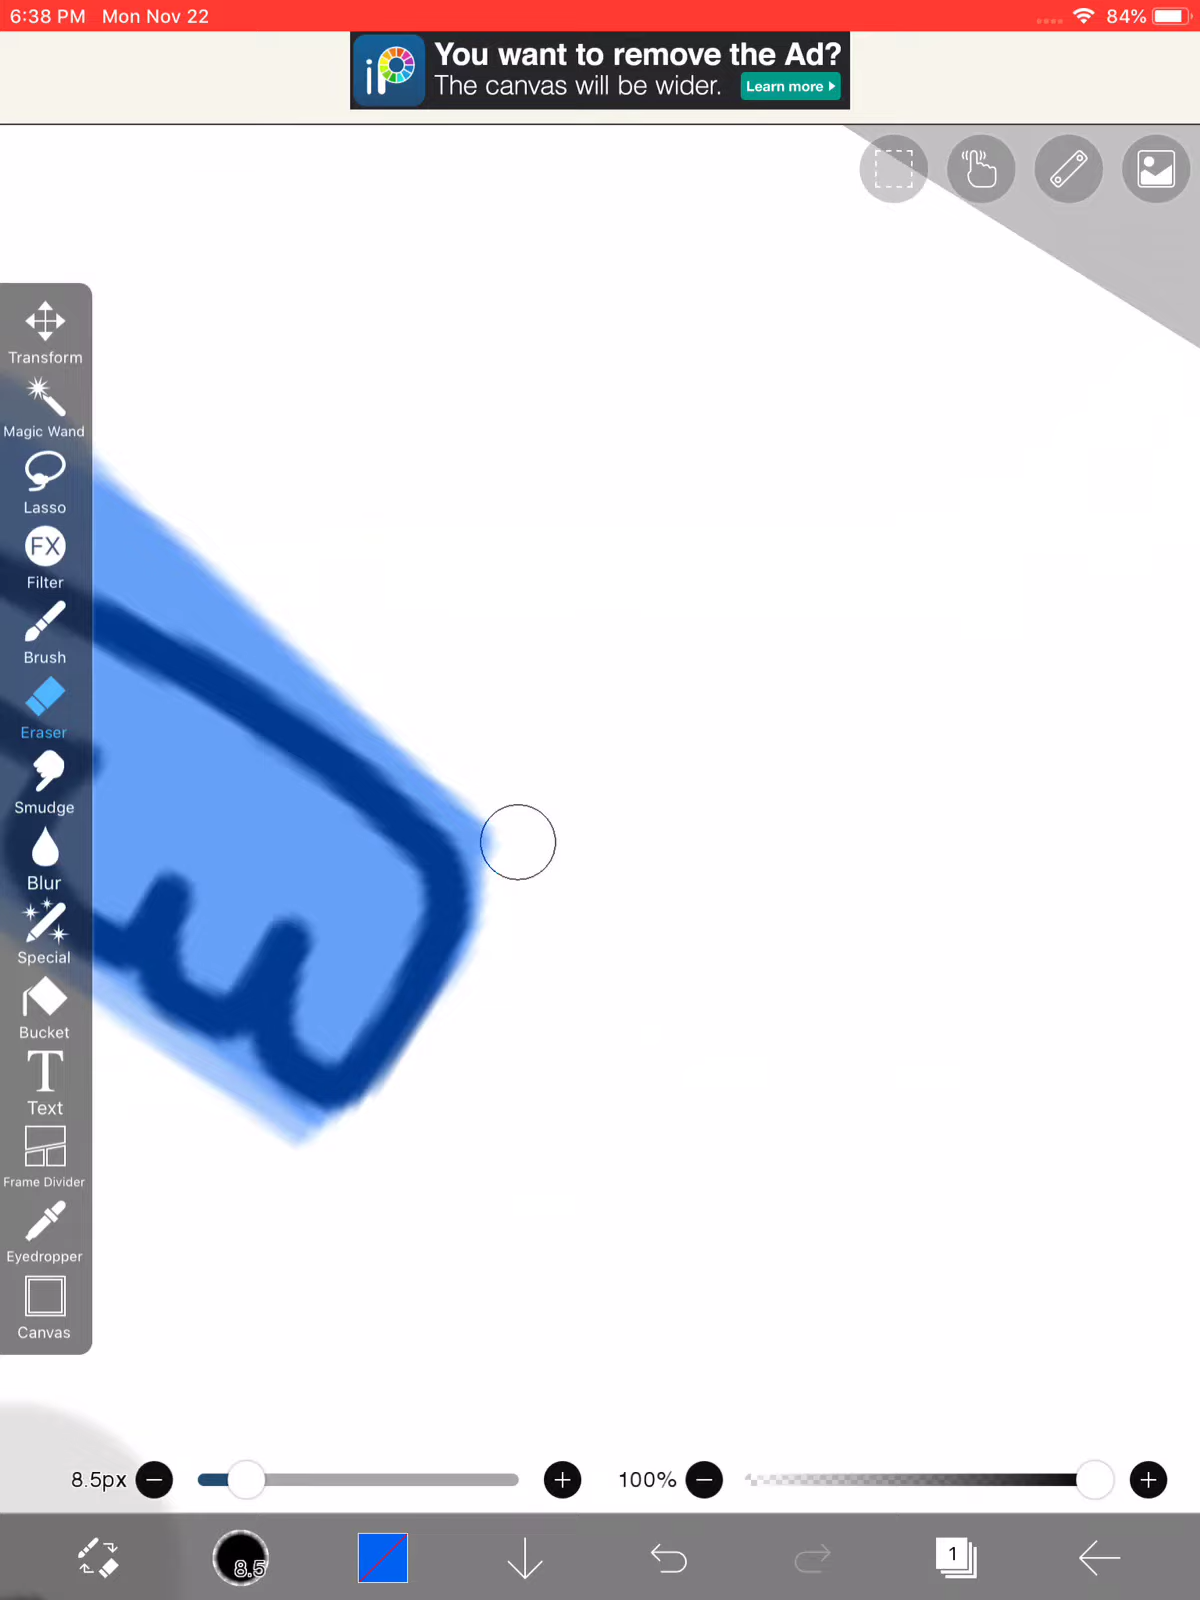 6:38 PM Mon Nov 22
84%
iP
You want to remove the Ad?
The canvas will be wider.
Learn more
Transform
Magic Wand
Lasso
FX
Filter
Brush
Eraser
Smudge
Blur
Special
Bucket
T
Text
Frame Divider
Eyedropper
Canvas
8.5px
100%
8.5
1